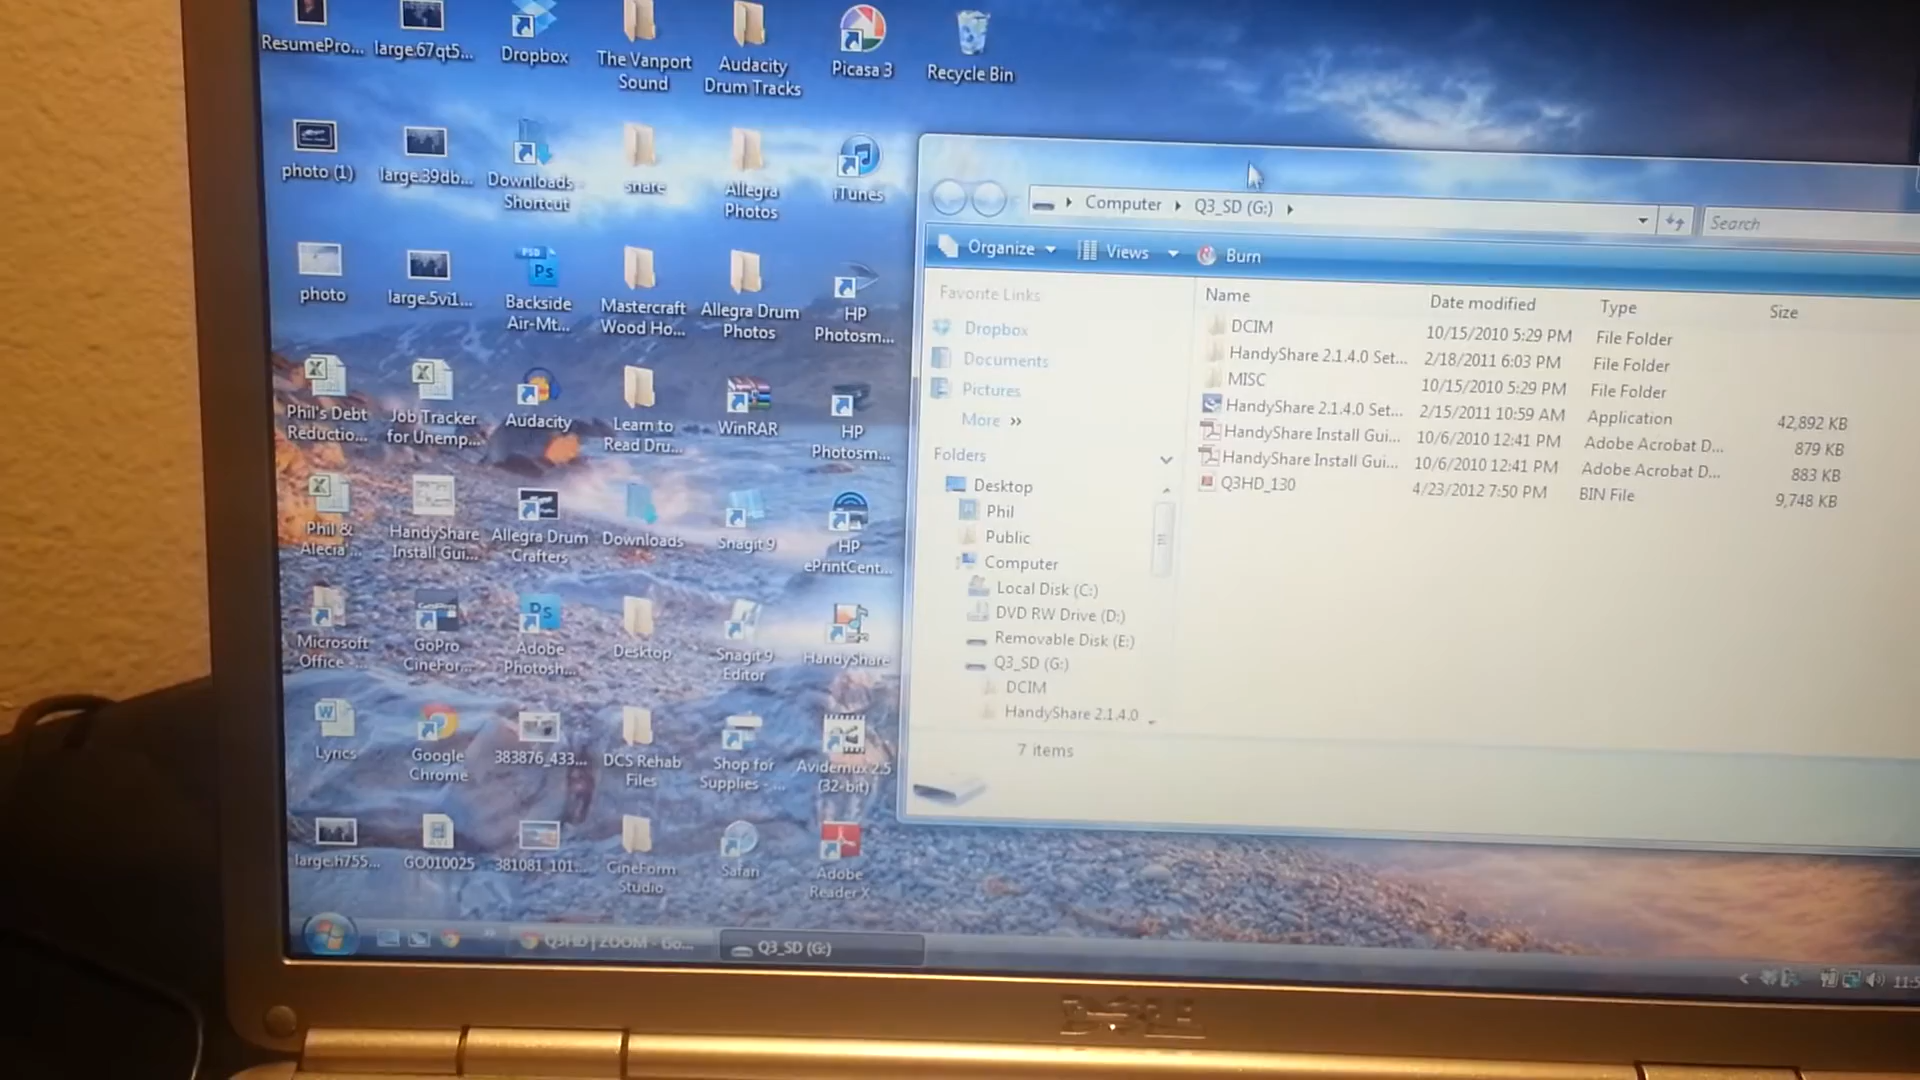 ResumePro...
large.67qt5...
Dropbox
The Vanport
Sound
Audacity
Drum Tracks
Picasa 3
Recycle Bin
photo (1)
large.39db...
Downloads -
Shortcut
snare
Allegra
Photos
iTunes
photo
large.5vi1...
PSD
Ps
Backside
Air-Mt...
Mastercraft
Wood Ho...
Allegra Drum
Photos
HP
Photosm...
Phil's Debt
Reductio...
Job Tracker
for Unemp...
Audacity
Learn to
Read Dru...
WinRAR
HP
Photosm...
Phil &
Alecia'...
HandyShare
Install Gui...
Allegra Drum
Crafters
Downloads
Snagit 9
HP
ePrintCent...
Microsoft
Office - ...
GoPro
CineFor...
Ps
Adobe
Photosh...
Desktop
Snagit 9
Editor
HandyShare
Lyrics
Google
Chrome
383876_433...
DCS Rehab
Files
Shop for
Supplies - ...
Avidemux 2.5
(32-bit)
large.h755...
GO010025
381081_101...
CineForm
Studio
Safari
Adobe
Reader X
Computer
Q3_SD (G:)
Search
Organize
Views
Burn
Favorite Links
Dropbox
Documents
Pictures
More »
Folders
Desktop
Phil
Public
Computer
Local Disk (C:)
DVD RW Drive (D:)
Removable Disk (E:)
Q3_SD (G:)
DCIM
HandyShare 2.1.4.0
Name Date modified Type Size
DCIM 10/15/2010 5:29 PM File Folder
HandyShare 2.1.4.0 Set... 2/18/2011 6:03 PM File Folder
MISC 10/15/2010 5:29 PM File Folder
HandyShare 2.1.4.0 Set... 2/15/2011 10:59 AM Application 42,892 KB
HandyShare Install Gui... 10/6/2010 12:41 PM Adobe Acrobat D... 879 KB
HandyShare Install Gui... 10/6/2010 12:41 PM Adobe Acrobat D... 883 KB
Q3HD_130 4/23/2012 7:50 PM BIN File 9,748 KB
7 items
Q3HD | ZOOM - Go...
Q3_SD (G:)
DELL